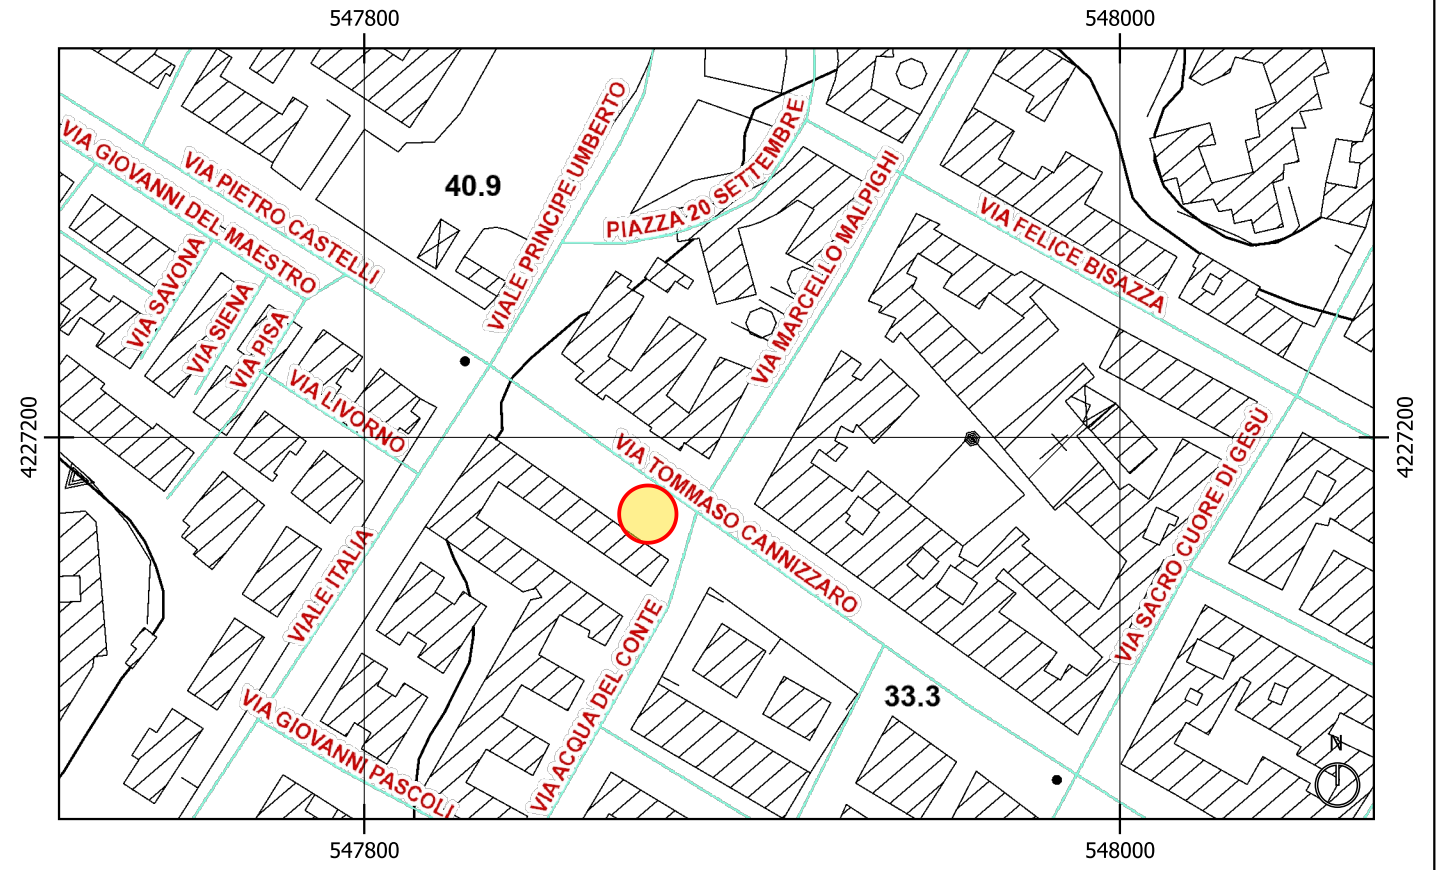 547800
548000
VIALE PRINCIPE UMBERTO
PIAZZA 20 SETTEMBRE
VIA GIOVANNI DEL MAESTRO
VIA PIETRO CASTELLI
40.9
VIA MARCELLO MALPIGHI
VIA FELICE BISAZZA
VIA SAVONA
VIA SIENA
VIA PISA
VIA LIVORNO
4227200
4227200
VIA TOMMASO CANNIZZARO
VIA SACRO CUORE DI GESÙ
VIALE ITALIA
VIA ACQUA DEL CONTE
33.3
VIA GIOVANNI PASCOLI
N
547800
548000